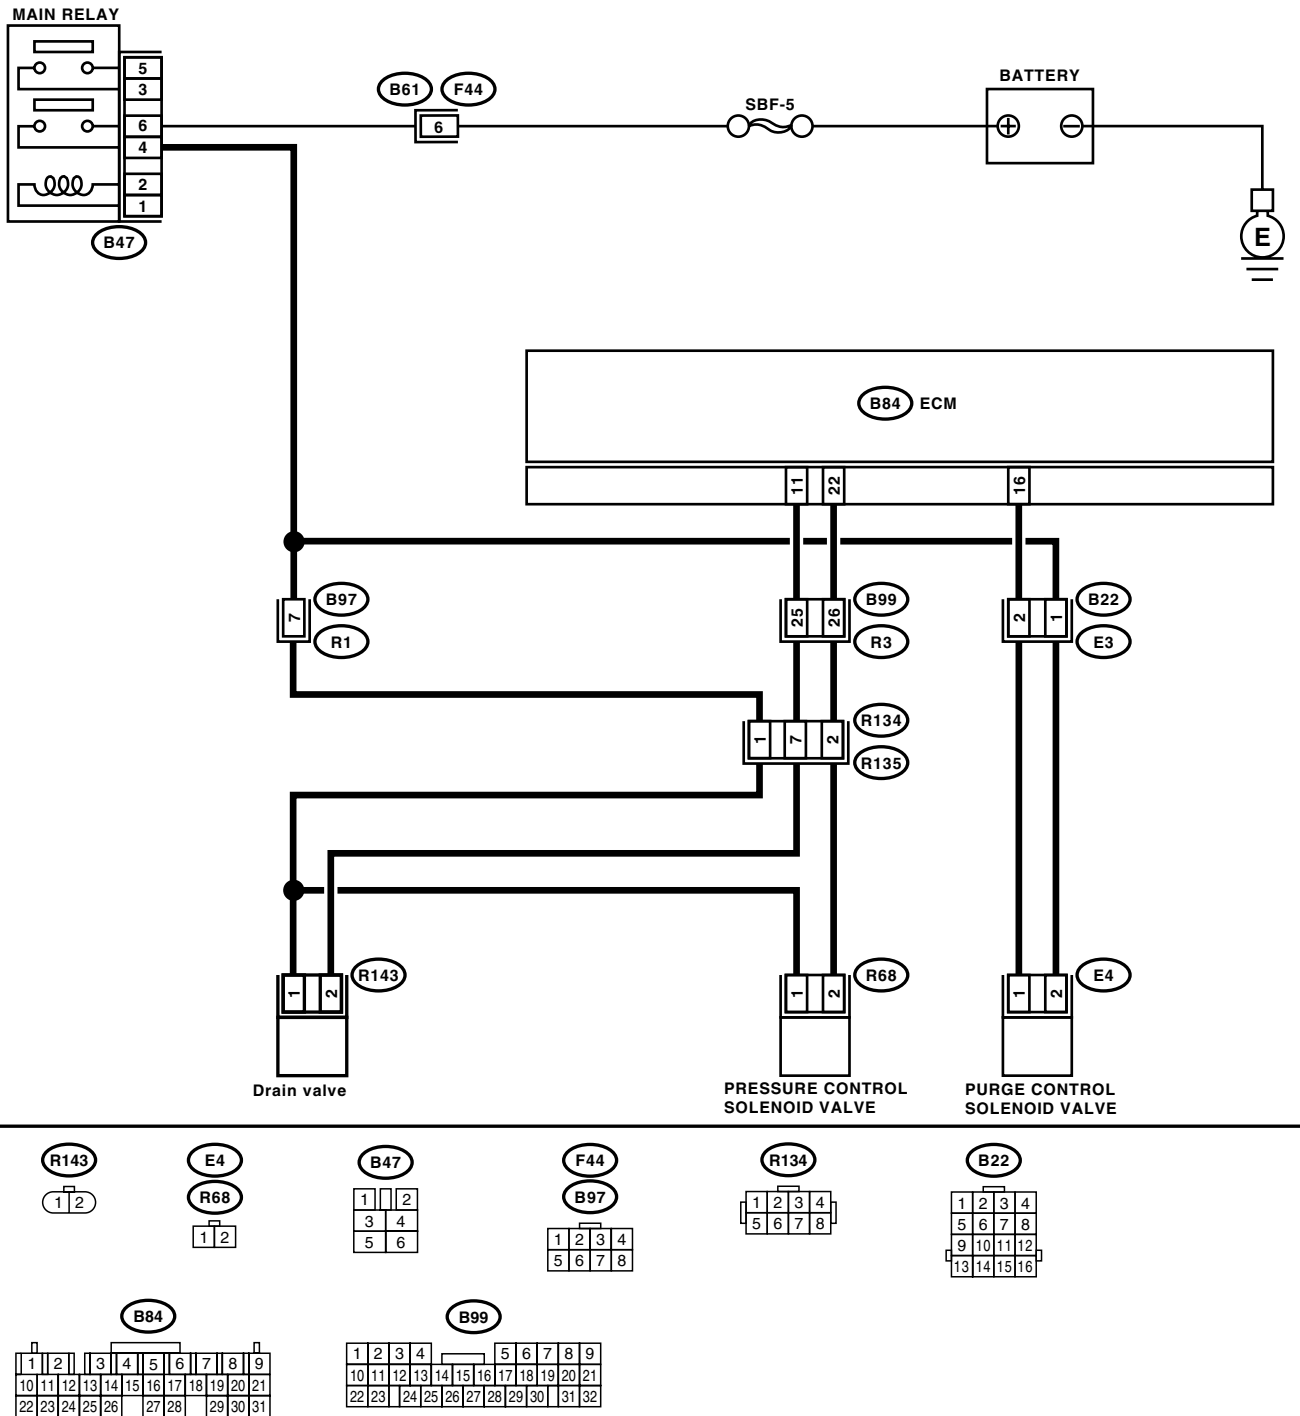 MAIN RELAY
5
3
6
4
2
1
B47
B61 F44
6
SBF-5
BATTERY
E
B84 ECM
11 22 16
7
B97
R1
25 26
B99
R3
2 1
B22
E3
1 7 2
R134
R135
1 2
R143
Drain valve
1 2
R68
PRESSURE CONTROL
SOLENOID VALVE
1 2
E4
PURGE CONTROL
SOLENOID VALVE
R143
1 2
E4
R68
1 2
B47
1 2
3 4
5 6
F44
B97
1 2 3 4
5 6 7 8
R134
1 2 3 4
5 6 7 8
B22
1 2 3 4
5 6 7 8
9 10 11 12
13 14 15 16
B84
1 2 3 4 5 6 7 8 9
10 11 12 13 14 15 16 17 18 19 20 21
22 23 24 25 26 27 28 29 30 31
B99
1 2 3 4 5 6 7 8 9
10 11 12 13 14 15 16 17 18 19 20 21
22 23 24 25 26 27 28 29 30 31 32